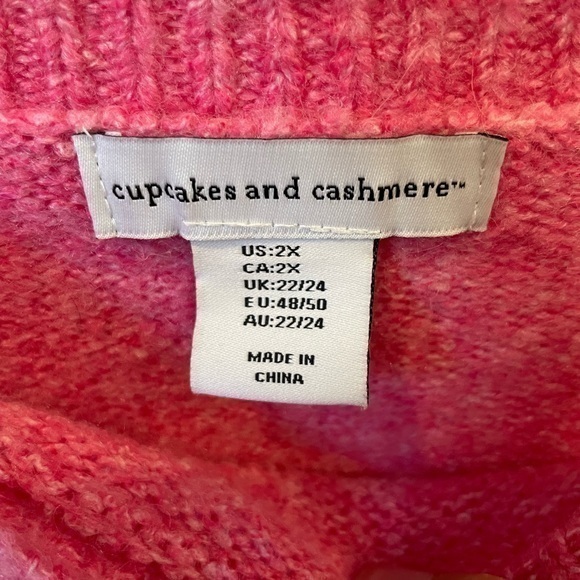 cupcakes and cashmere™
US:2X
CA:2X
UK:22/24
EU:48/50
AU:22/24
MADE IN
CHINA